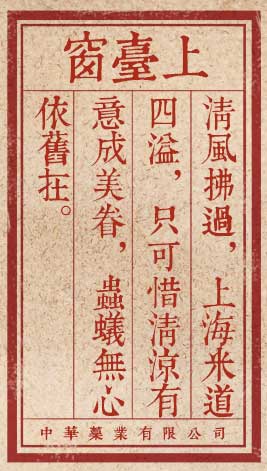 窗臺上
清風拂過，上海米道
四溢，只可惜清涼有
意成美眷，蟲蟻無心
依舊在。
中華藥業有限公司